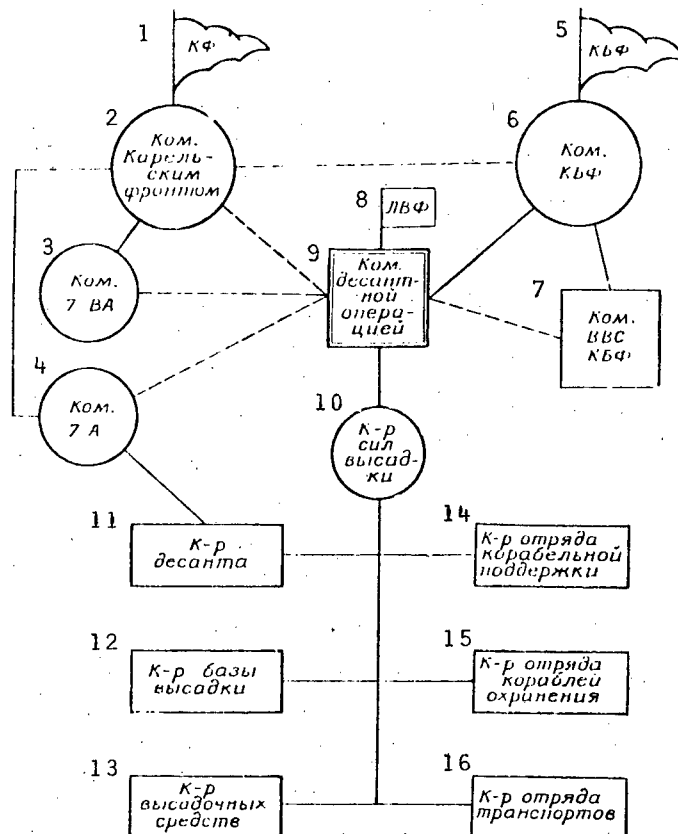 1
КФ
5
КБФ
2
Ком.
Карель-
ским
фронтом
6
Ком.
КБФ
8
ЛВФ
3
Ком.
7 ВА
9
Ком.
десант-
ной
опера-
цией
7
Ком.
ВВС
КБФ
4
Ком.
7 А
10
К-р
сил
высад-
ки
11
К-р
десанта
14
К-р отряда
корабельной
поддержки
12
К-р базы
высадки
15
К-р отряда
кораблей
охранения
13
К-р
высадочных
средств
16
К-р отряда
транспортов